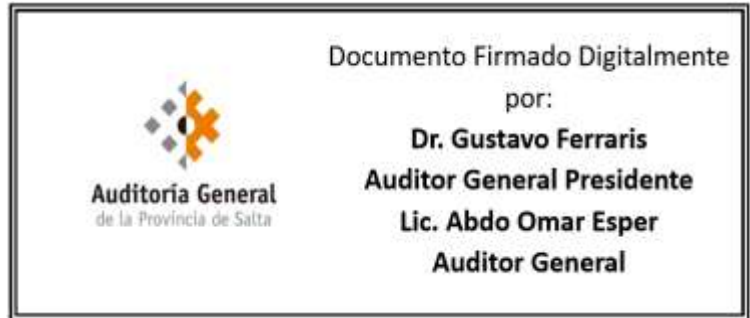 Documento Firmado Digitalmente
por:
Dr. Gustavo Ferraris
Auditor General Presidente
Lic. Abdo Omar Esper
Auditor General
Auditoría General
de la Provincia de Salta